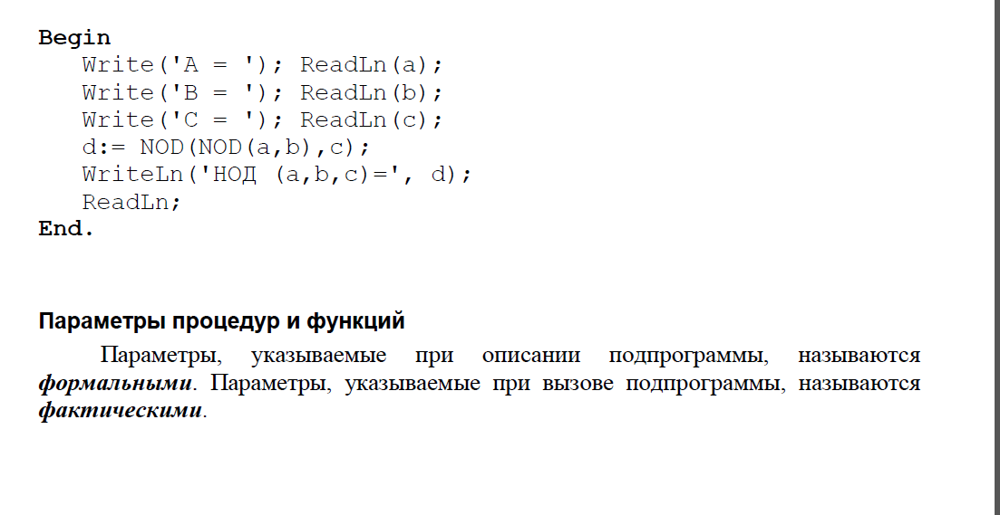 Begin
Write('A = '); ReadLn(a);
Write('B = '); ReadLn(b);
Write('C = '); ReadLn(c);
d:= NOD(NOD(a,b),c);
WriteLn('НОД (a,b,c)=', d);
ReadLn;
End.
Параметры процедур и функций
Параметры, указываемые при описании подпрограммы, называются
формальными. Параметры, указываемые при вызове подпрограммы, называются
фактическими.